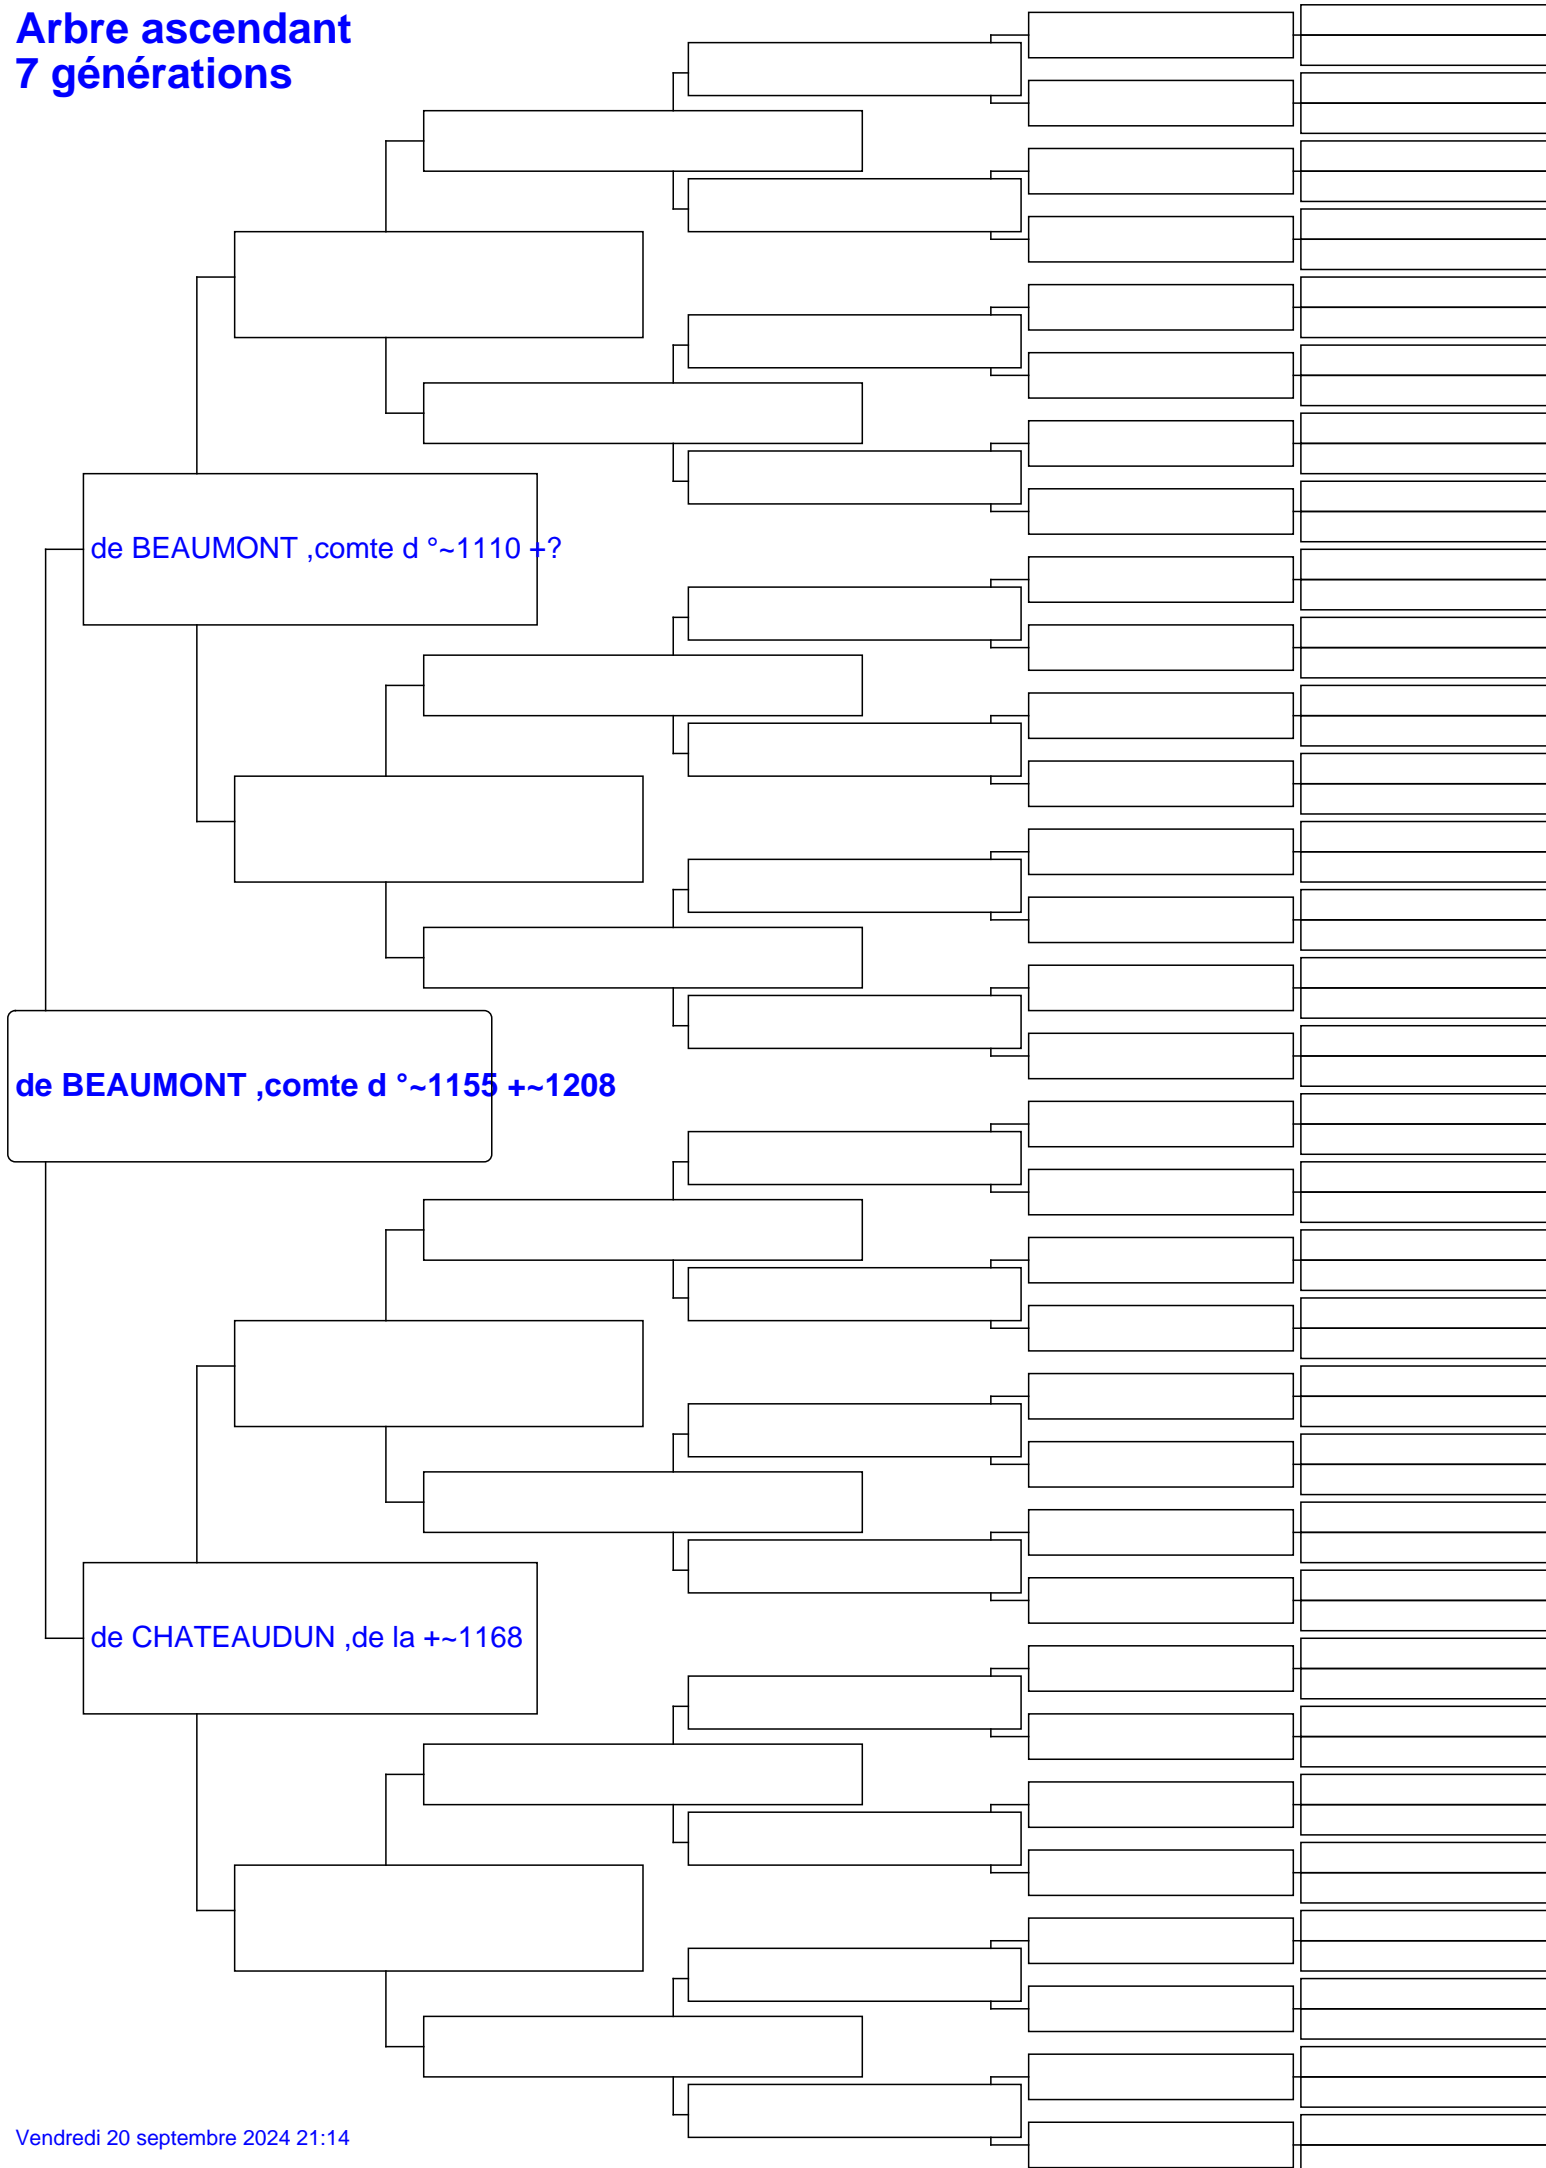 Arbre ascendant
7 générations
de BEAUMONT ,comte d °~1110 +?
de BEAUMONT ,comte d °~1155 +~1208
de CHATEAUDUN ,de la +~1168
Vendredi 20 septembre 2024 21:14